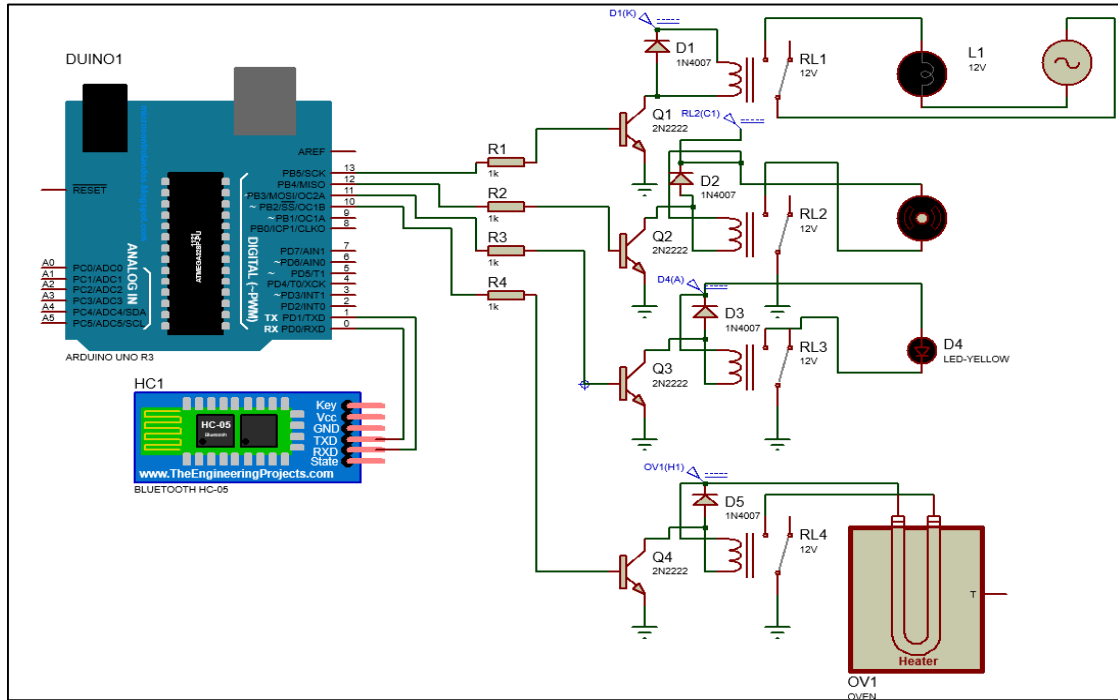 DUINO1
RESET
ANALOG IN
A0 PC0/ADC0
A1 PC1/ADC1
A2 PC2/ADC2
A3 PC3/ADC3
A4 PC4/ADC4/SDA
A5 PC5/ADC5/SCL
1121
ATMEGA328P-PU
DIGITAL (~PWM)
AREF
PB5/SCK 13
PB4/MISO 12
~PB3/MOSI/OC2A 11
~ PB2/SS/OC1B 10
~ PB1/OC1A 9
PB0/ICP1/CLKO 8
PD7/AIN1 7
~ PD6/AIN0 6
~ PD5/T1 5
PD4/T0/XCK 4
~ PD3/INT1 3
PD2/INT0 2
TX PD1/TXD 1
RX PD0/RXD 0
ARDUINO UNO R3
HC1
HC-05
Bluetooth
Key
Vcc
GND
TXD
RXD
State
www.TheEngineeringProjects.com
BLUETOOTH HC-05
R1
1k
R2
1k
R3
1k
R4
1k
D1(K)
D1
1N4007
Q1
2N2222
RL1
12V
L1
12V
RL2(C1)
D2
1N4007
Q2
2N2222
RL2
12V
D4(A)
D3
1N4007
Q3
2N2222
RL3
12V
D4
LED-YELLOW
OV1(H1)
D5
1N4007
Q4
2N2222
RL4
12V
T
Heater
OV1
OVEN